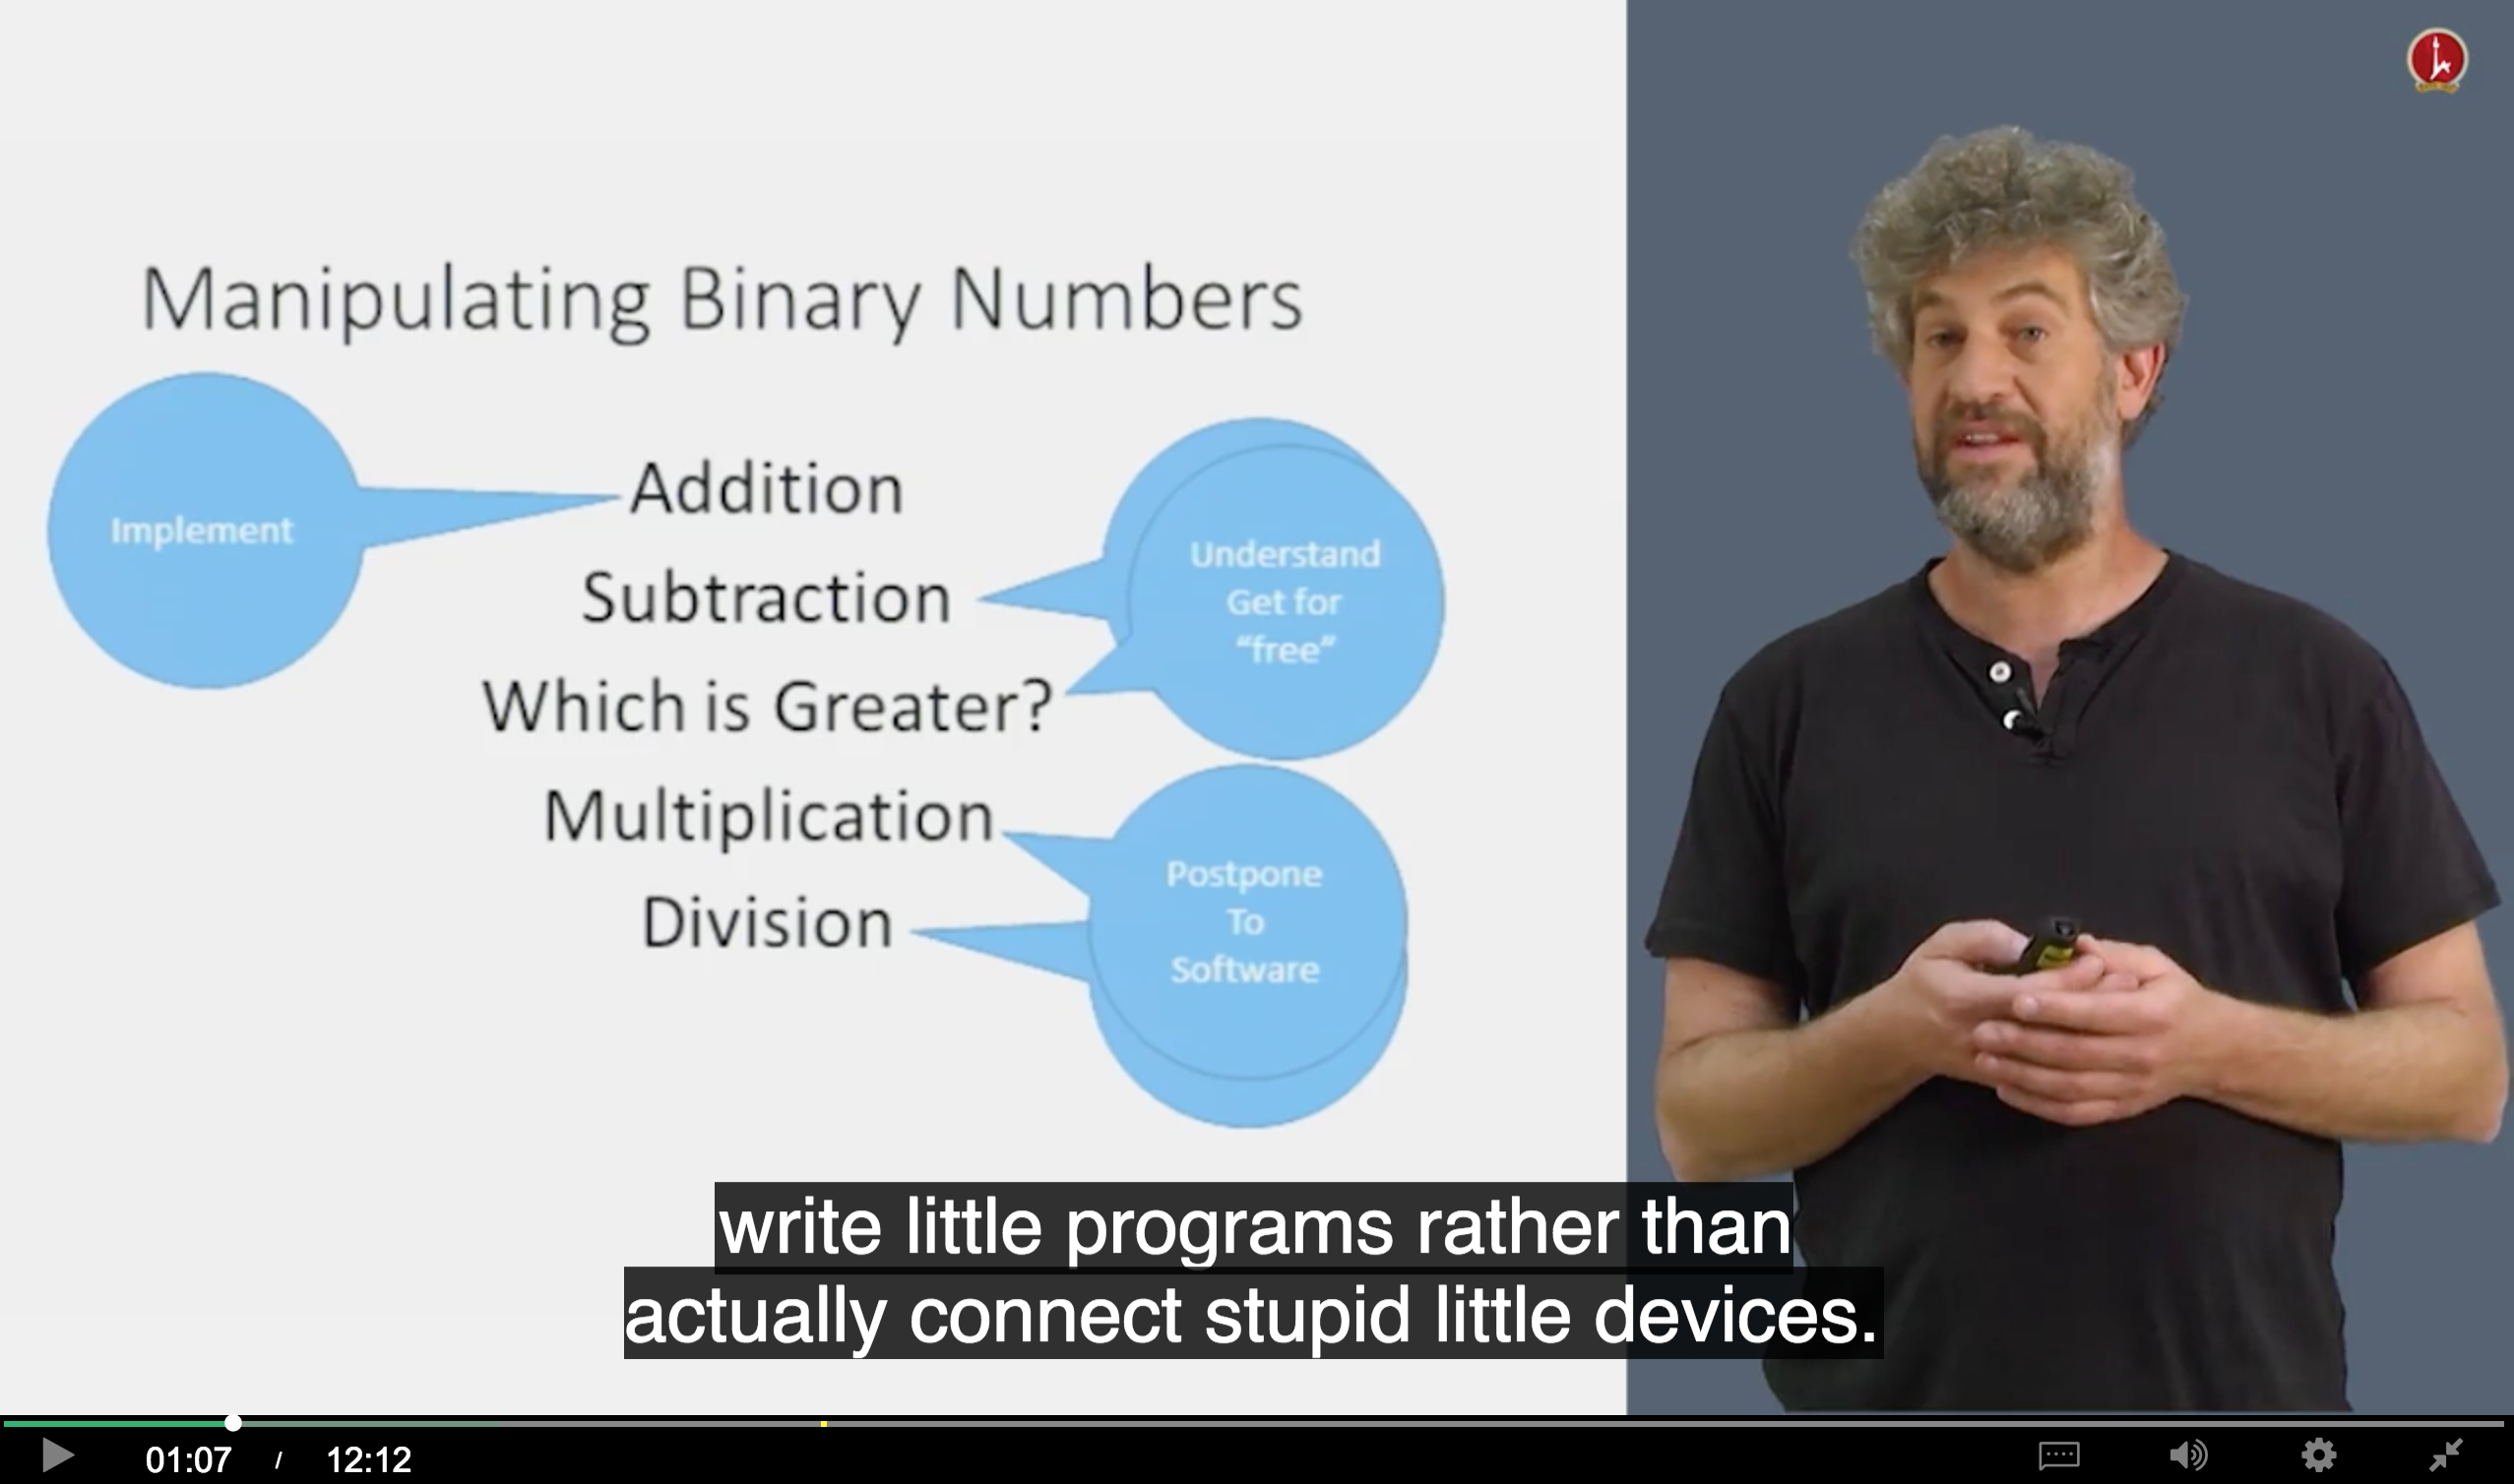 Manipulating Binary Numbers
Implement
Addition
Subtraction
Which is Greater?
Multiplication
Division
Understand
Get for
“free”
Postpone
To
Software
write little programs rather than
actually connect stupid little devices.
01:07 / 12:12